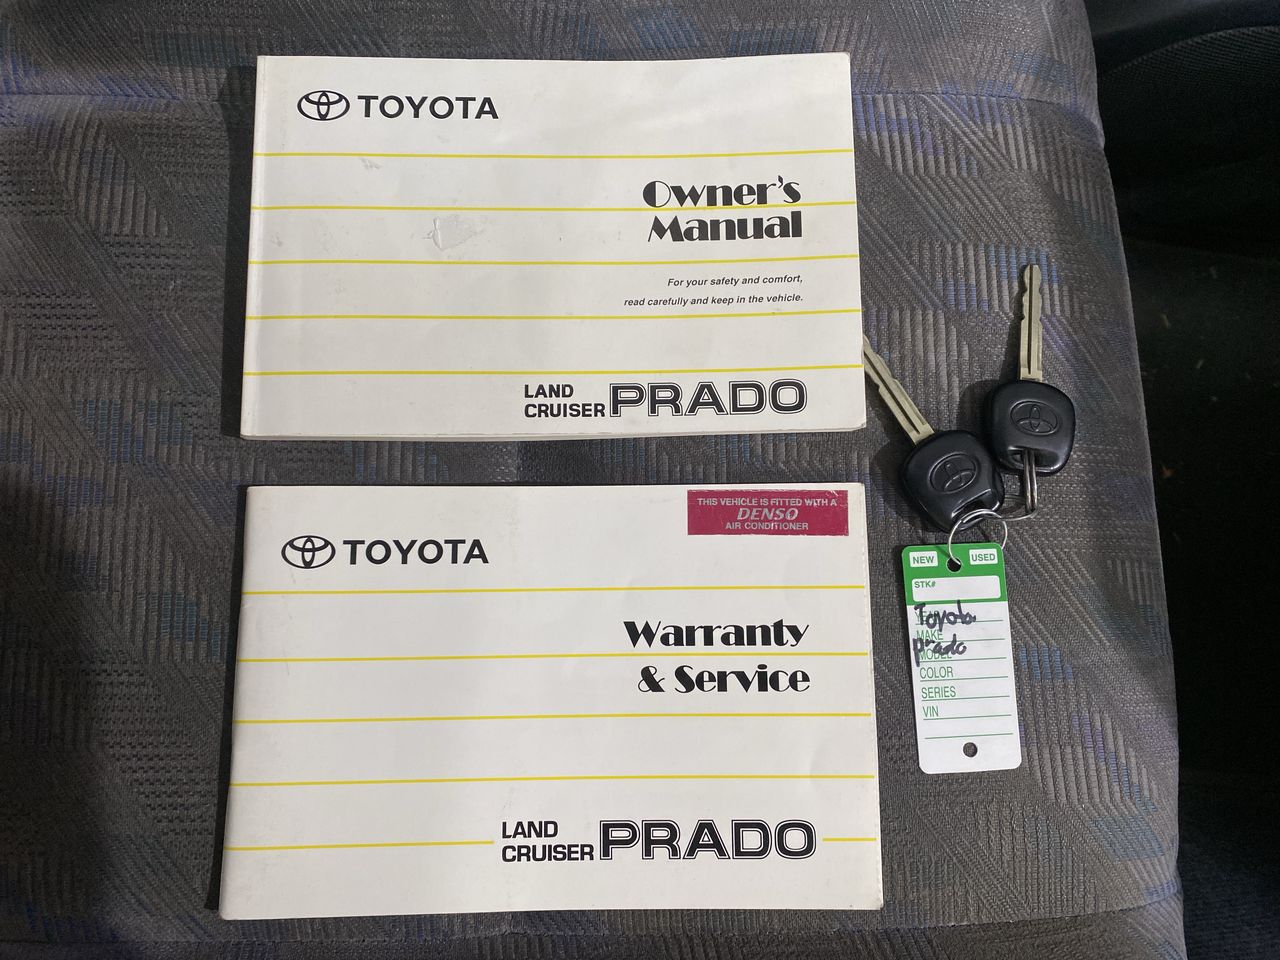 TOYOTA
Owner's
Manual
For your safety and comfort,
read carefully and keep in the vehicle.
LAND
CRUISER PRADO
THIS VEHICLE IS FITTED WITH A
DENSO
AIR CONDITIONER
TOYOTA
Warranty
& Service
LAND
CRUISER PRADO
NEW USED
STK#
Toyota
MAKE
Prado
MODEL
COLOR
SERIES
VIN